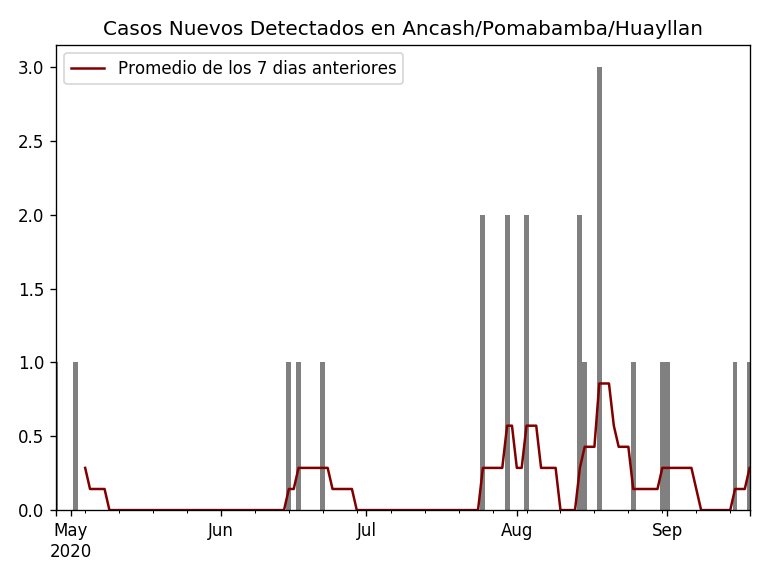 Casos Nuevos Detectados en Ancash/Pomabamba/Huayllan
Promedio de los 7 dias anteriores
3.0
2.5
2.0
1.5
1.0
0.5
0.0
May Jun Jul Aug Sep
2020